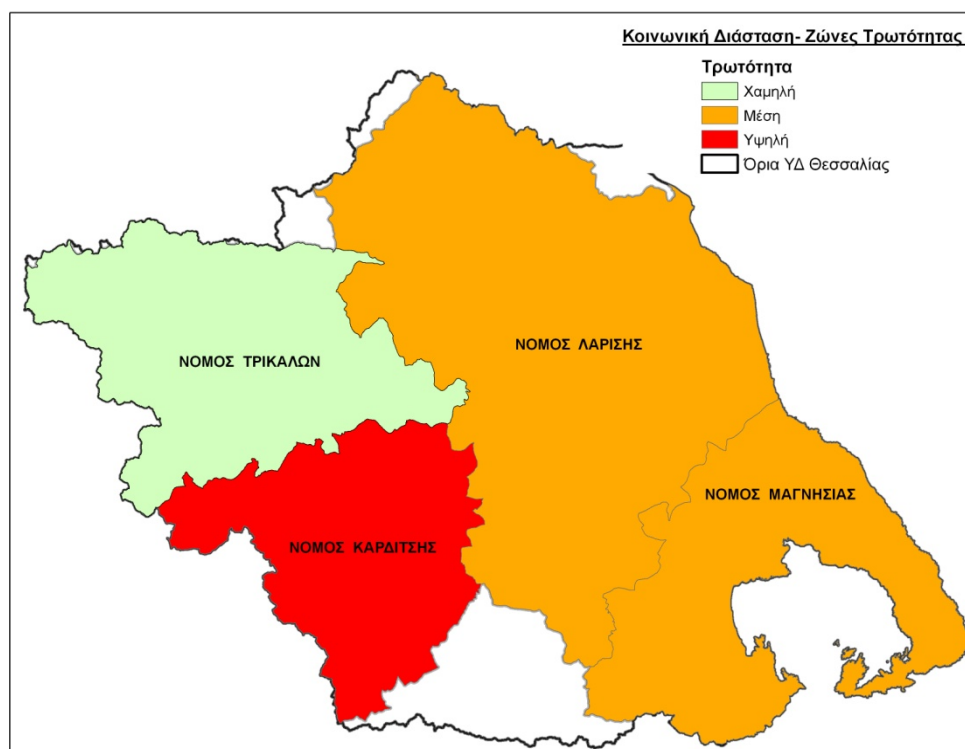 Κοινωνική Διάσταση- Ζώνες Τρωτότητας
Τρωτότητα
Χαμηλή
Μέση
Υψηλή
Όρια ΥΔ Θεσσαλίας
ΝΟΜΟΣ ΛΑΡΙΣΗΣ
ΝΟΜΟΣ ΤΡΙΚΑΛΩΝ
ΝΟΜΟΣ ΜΑΓΝΗΣΙΑΣ
ΝΟΜΟΣ ΚΑΡΔΙΤΣΗΣ